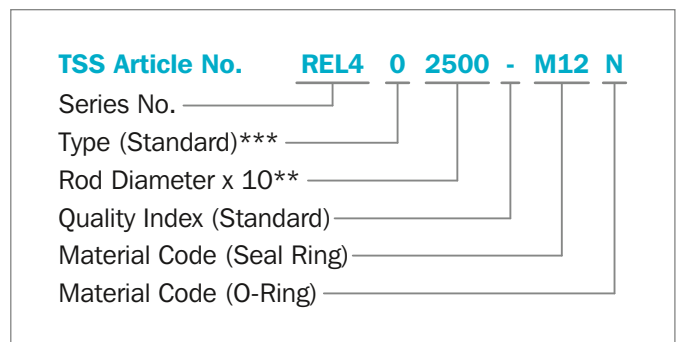 TSS Article No. REL4 0 2500 - M12 N
Series No.
Type (Standard)***
Rod Diameter x 10**
Quality Index (Standard)
Material Code (Seal Ring)
Material Code (O-Ring)